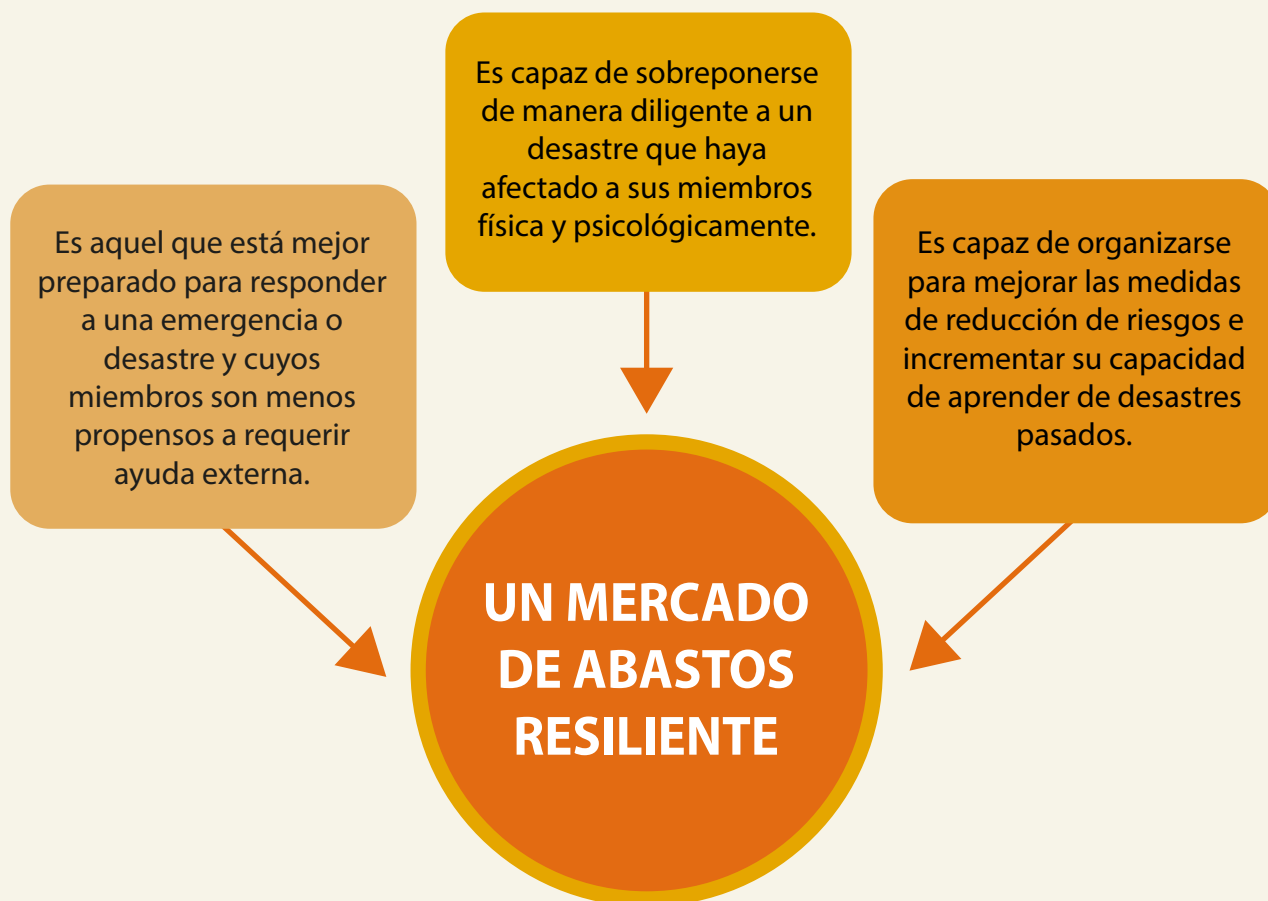 Es aquel que está mejor
preparado para responder
a una emergencia o
desastre y cuyos
miembros son menos
propensos a requerir
ayuda externa.
Es capaz de sobreponerse
de manera diligente a un
desastre que haya
afectado a sus miembros
física y psicológicamente.
Es capaz de organizarse
para mejorar las medidas
de reducción de riesgos e
incrementar su capacidad
de aprender de desastres
pasados.
UN MERCADO
DE ABASTOS
RESILIENTE